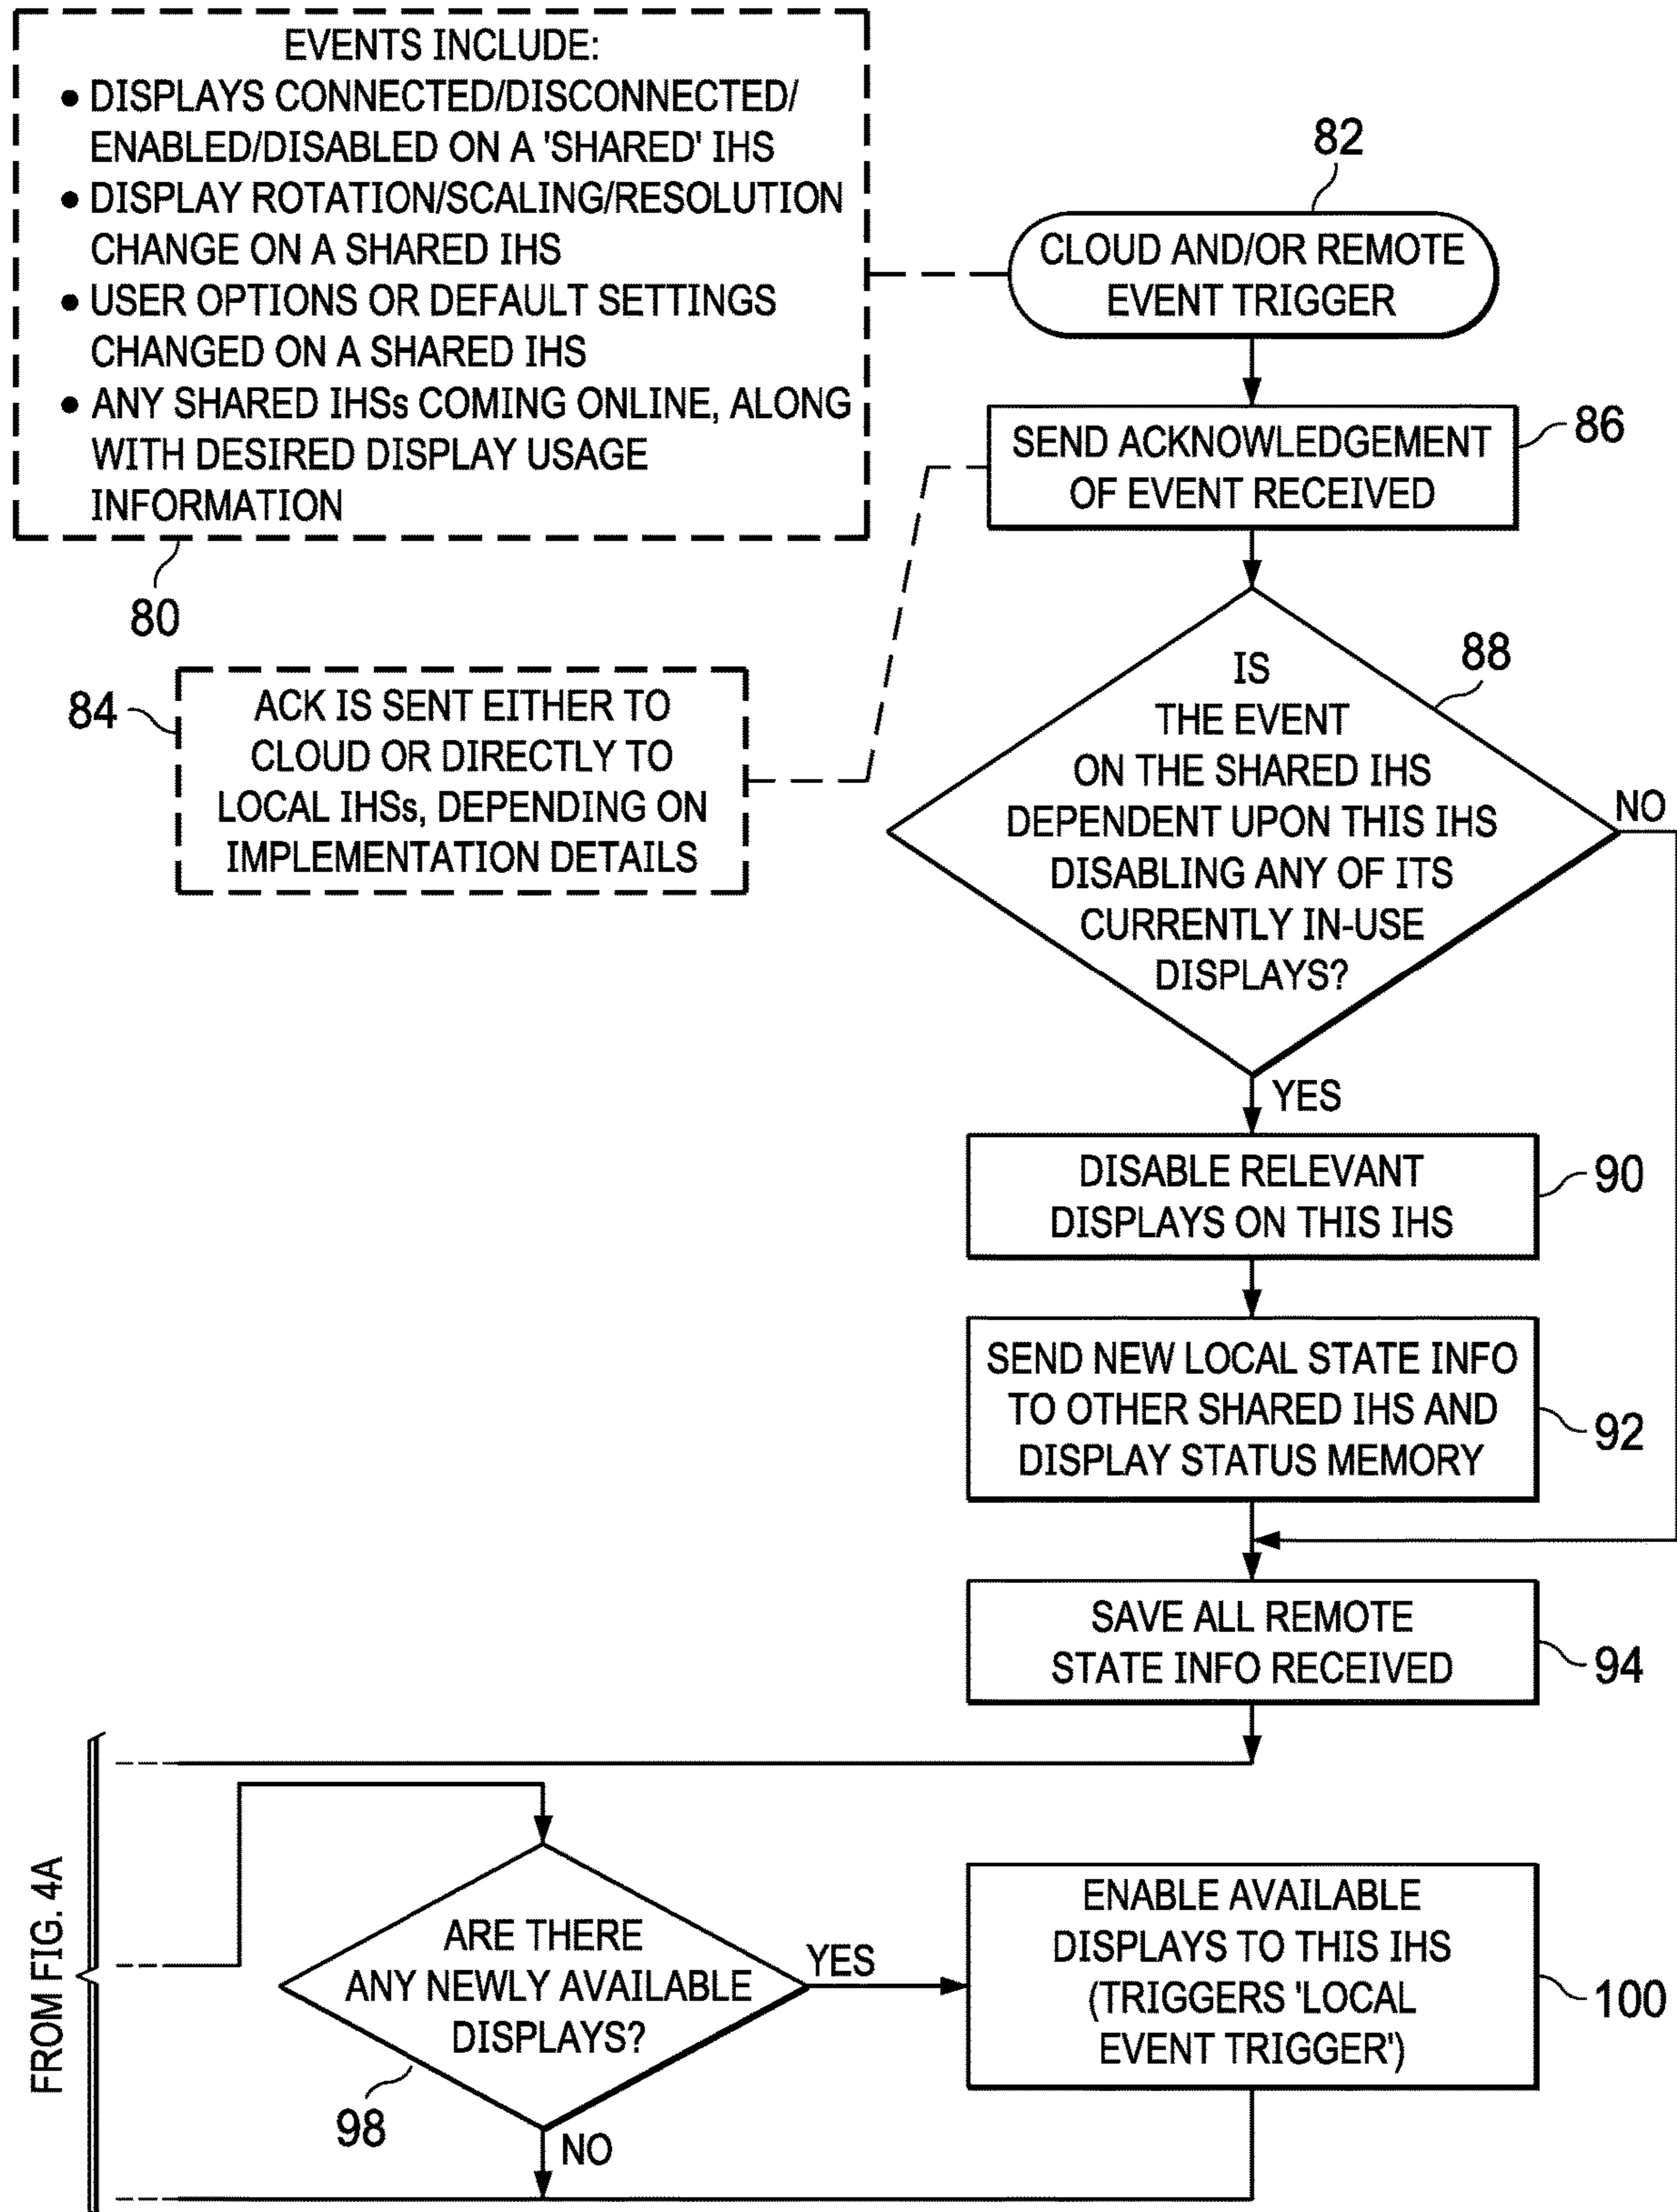 EVENTS INCLUDE:
• DISPLAYS CONNECTED/DISCONNECTED/
ENABLED/DISABLED ON A 'SHARED' IHS
• DISPLAY ROTATION/SCALING/RESOLUTION
CHANGE ON A SHARED IHS
• USER OPTIONS OR DEFAULT SETTINGS
CHANGED ON A SHARED IHS
• ANY SHARED IHSs COMING ONLINE, ALONG
WITH DESIRED DISPLAY USAGE
INFORMATION
80
82
CLOUD AND/OR REMOTE
EVENT TRIGGER
SEND ACKNOWLEDGEMENT
OF EVENT RECEIVED
86
84
ACK IS SENT EITHER TO
CLOUD OR DIRECTLY TO
LOCAL IHSs, DEPENDING ON
IMPLEMENTATION DETAILS
88
IS
THE EVENT
ON THE SHARED IHS
DEPENDENT UPON THIS IHS
DISABLING ANY OF ITS
CURRENTLY IN-USE
DISPLAYS?
NO
YES
DISABLE RELEVANT
DISPLAYS ON THIS IHS
90
SEND NEW LOCAL STATE INFO
TO OTHER SHARED IHS AND
DISPLAY STATUS MEMORY
92
SAVE ALL REMOTE
STATE INFO RECEIVED
94
FROM FIG. 4A
ARE THERE
ANY NEWLY AVAILABLE
DISPLAYS?
98
YES
NO
ENABLE AVAILABLE
DISPLAYS TO THIS IHS
(TRIGGERS 'LOCAL
EVENT TRIGGER')
100